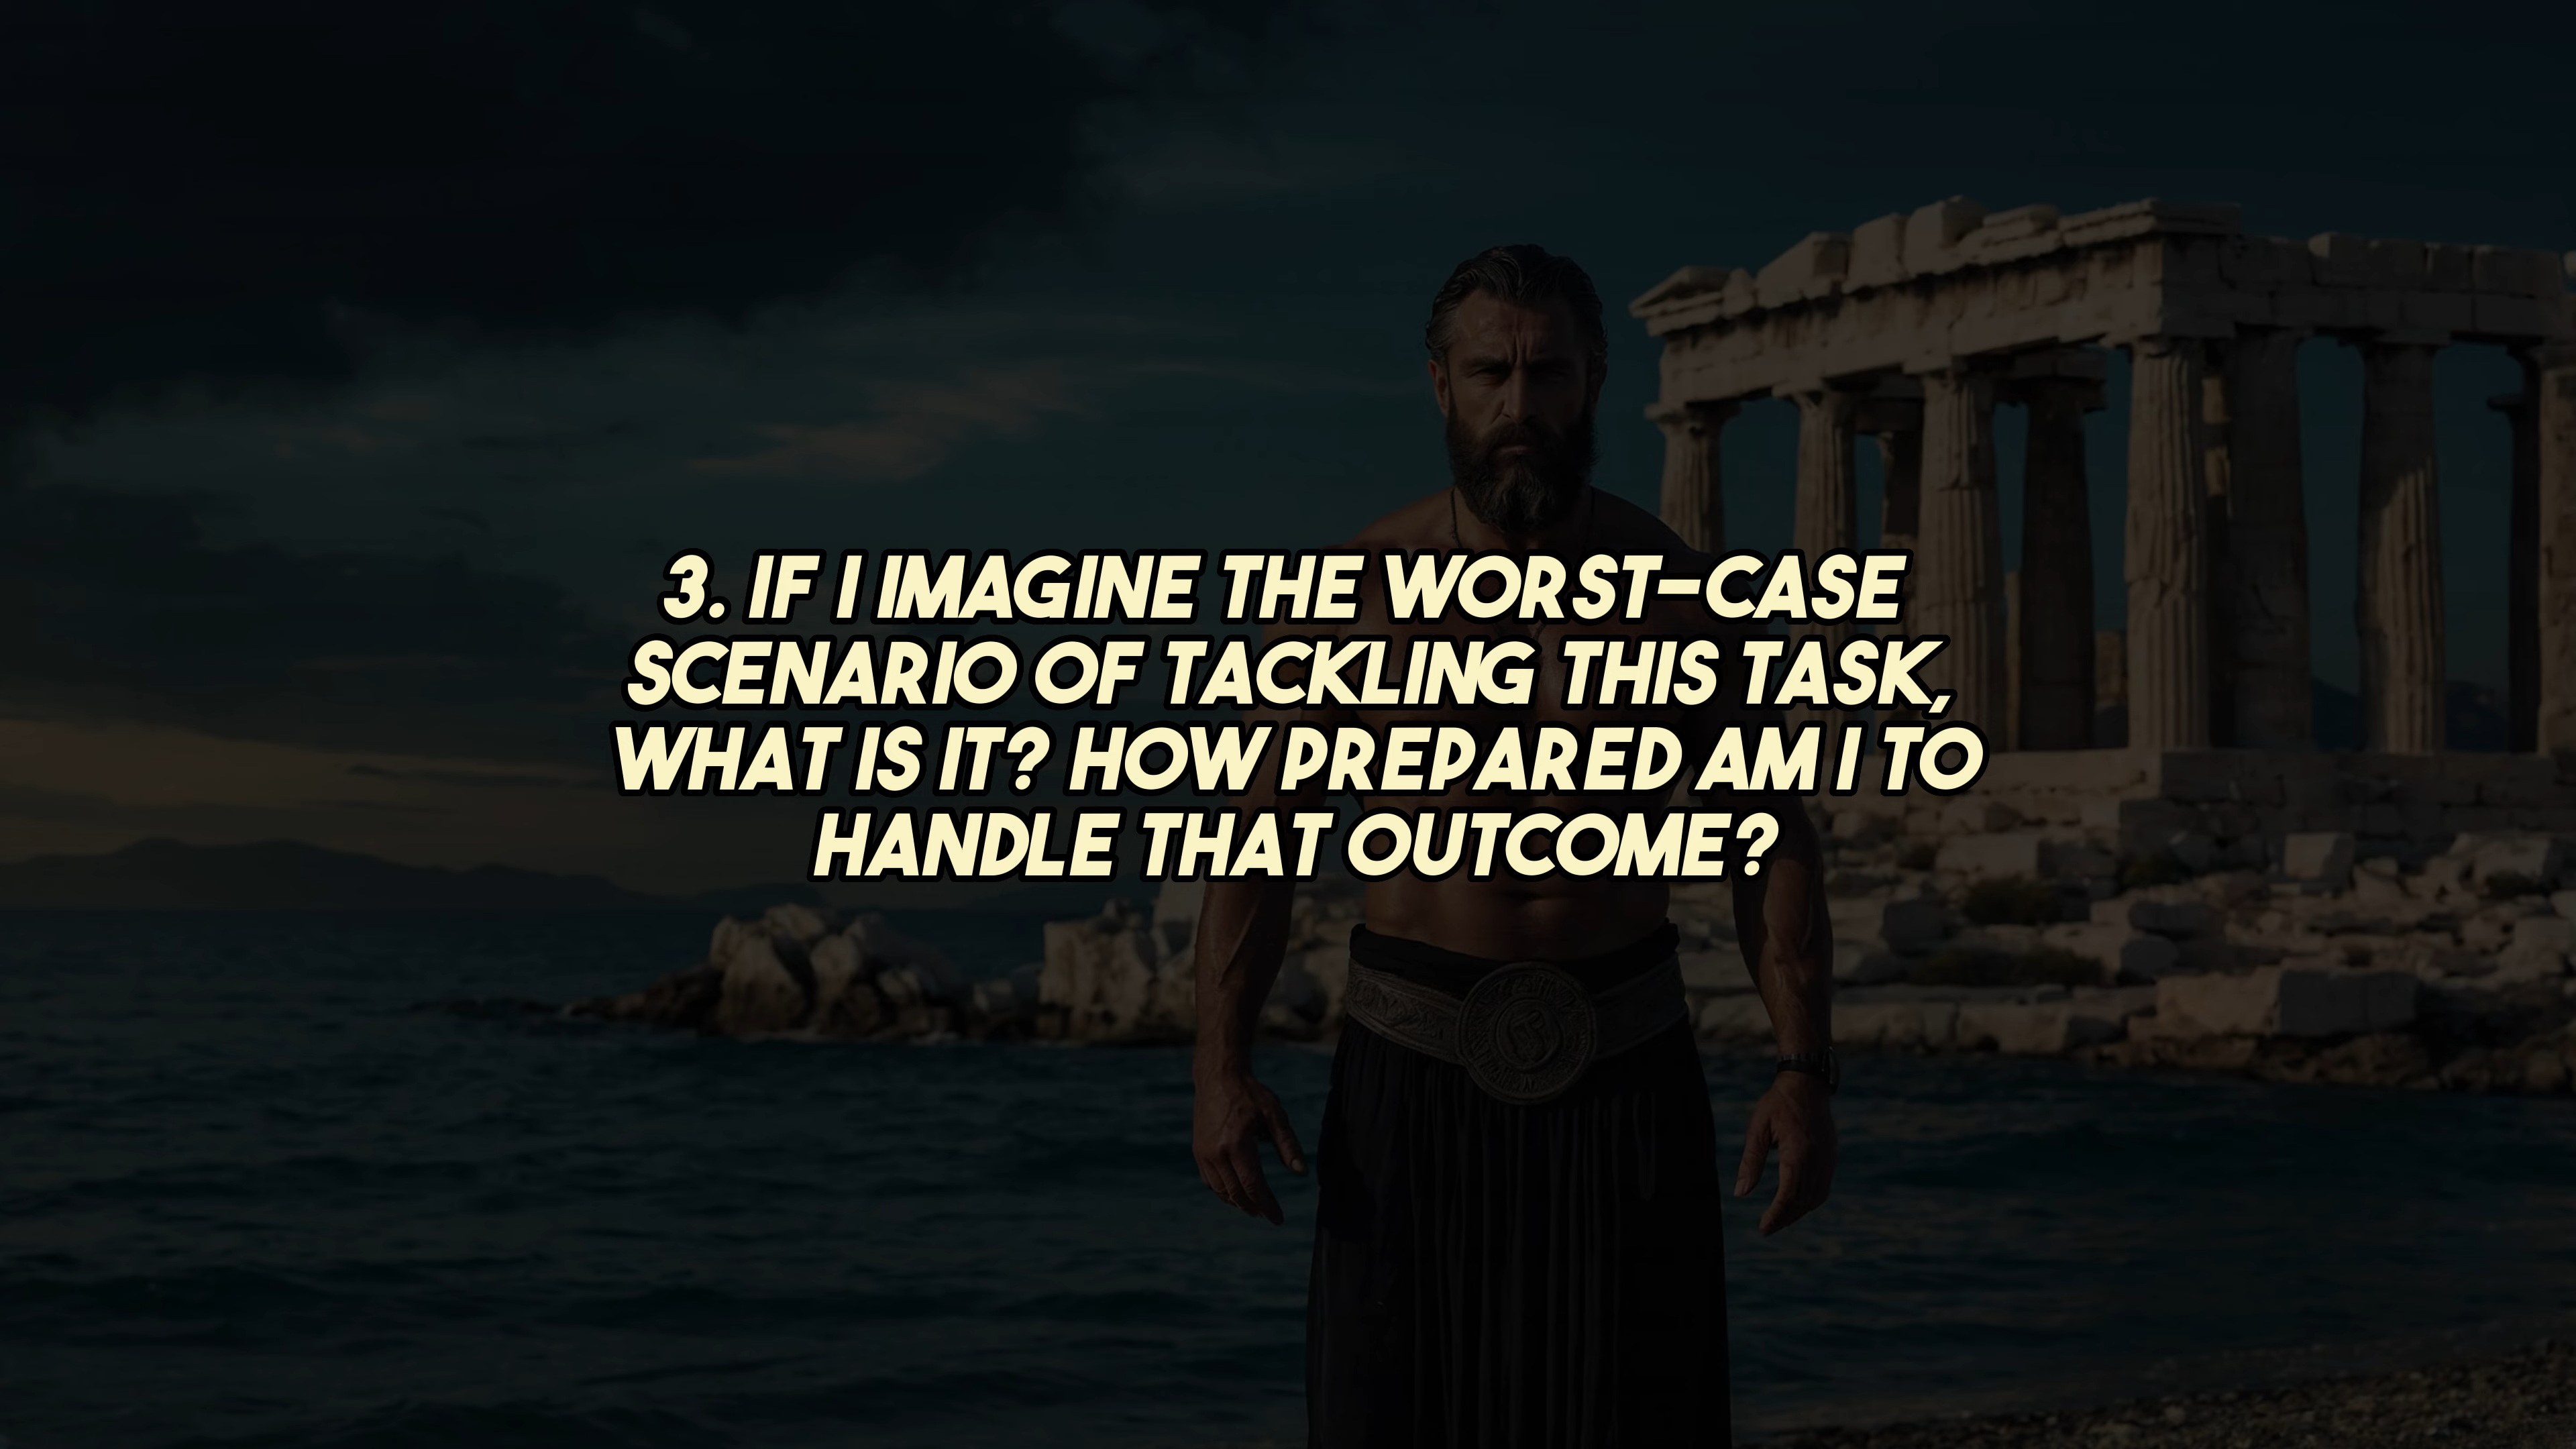 3. IF I IMAGINE THE WORST-CASE
SCENARIO OF TACKLING THIS TASK,
WHAT IS IT? HOW PREPARED AM I TO
HANDLE THAT OUTCOME?